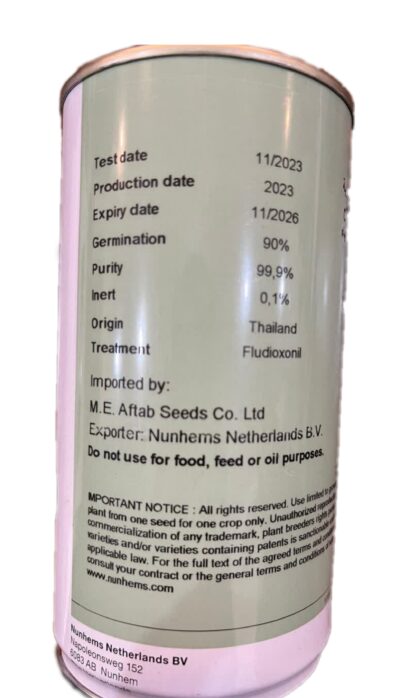 Test date 11/2023
Production date 2023
Expiry date 11/2026
Germination 90%
Purity 99,9%
Inert 0,1%
Origin Thailand
Treatment Fludioxonil
Imported by:
M.E. Aftab Seeds Co. Ltd
Exporter: Nunhems Netherlands B.V.
Do not use for food, feed or oil purposes.
MPORTANT NOTICE : All rights reserved. Use limited to
plant from one seed for one crop only. Unauthorized
commercialization of any trademark, plant breeders rights
varieties and/or varieties containing patents is sanctionable
applicable law. For the full text of the agreed terms and
consult your contract or the general terms and conditions
www.nunhems.com
Nunhems Netherlands BV
Napoleonsweg 152
6083 AB Nunhem